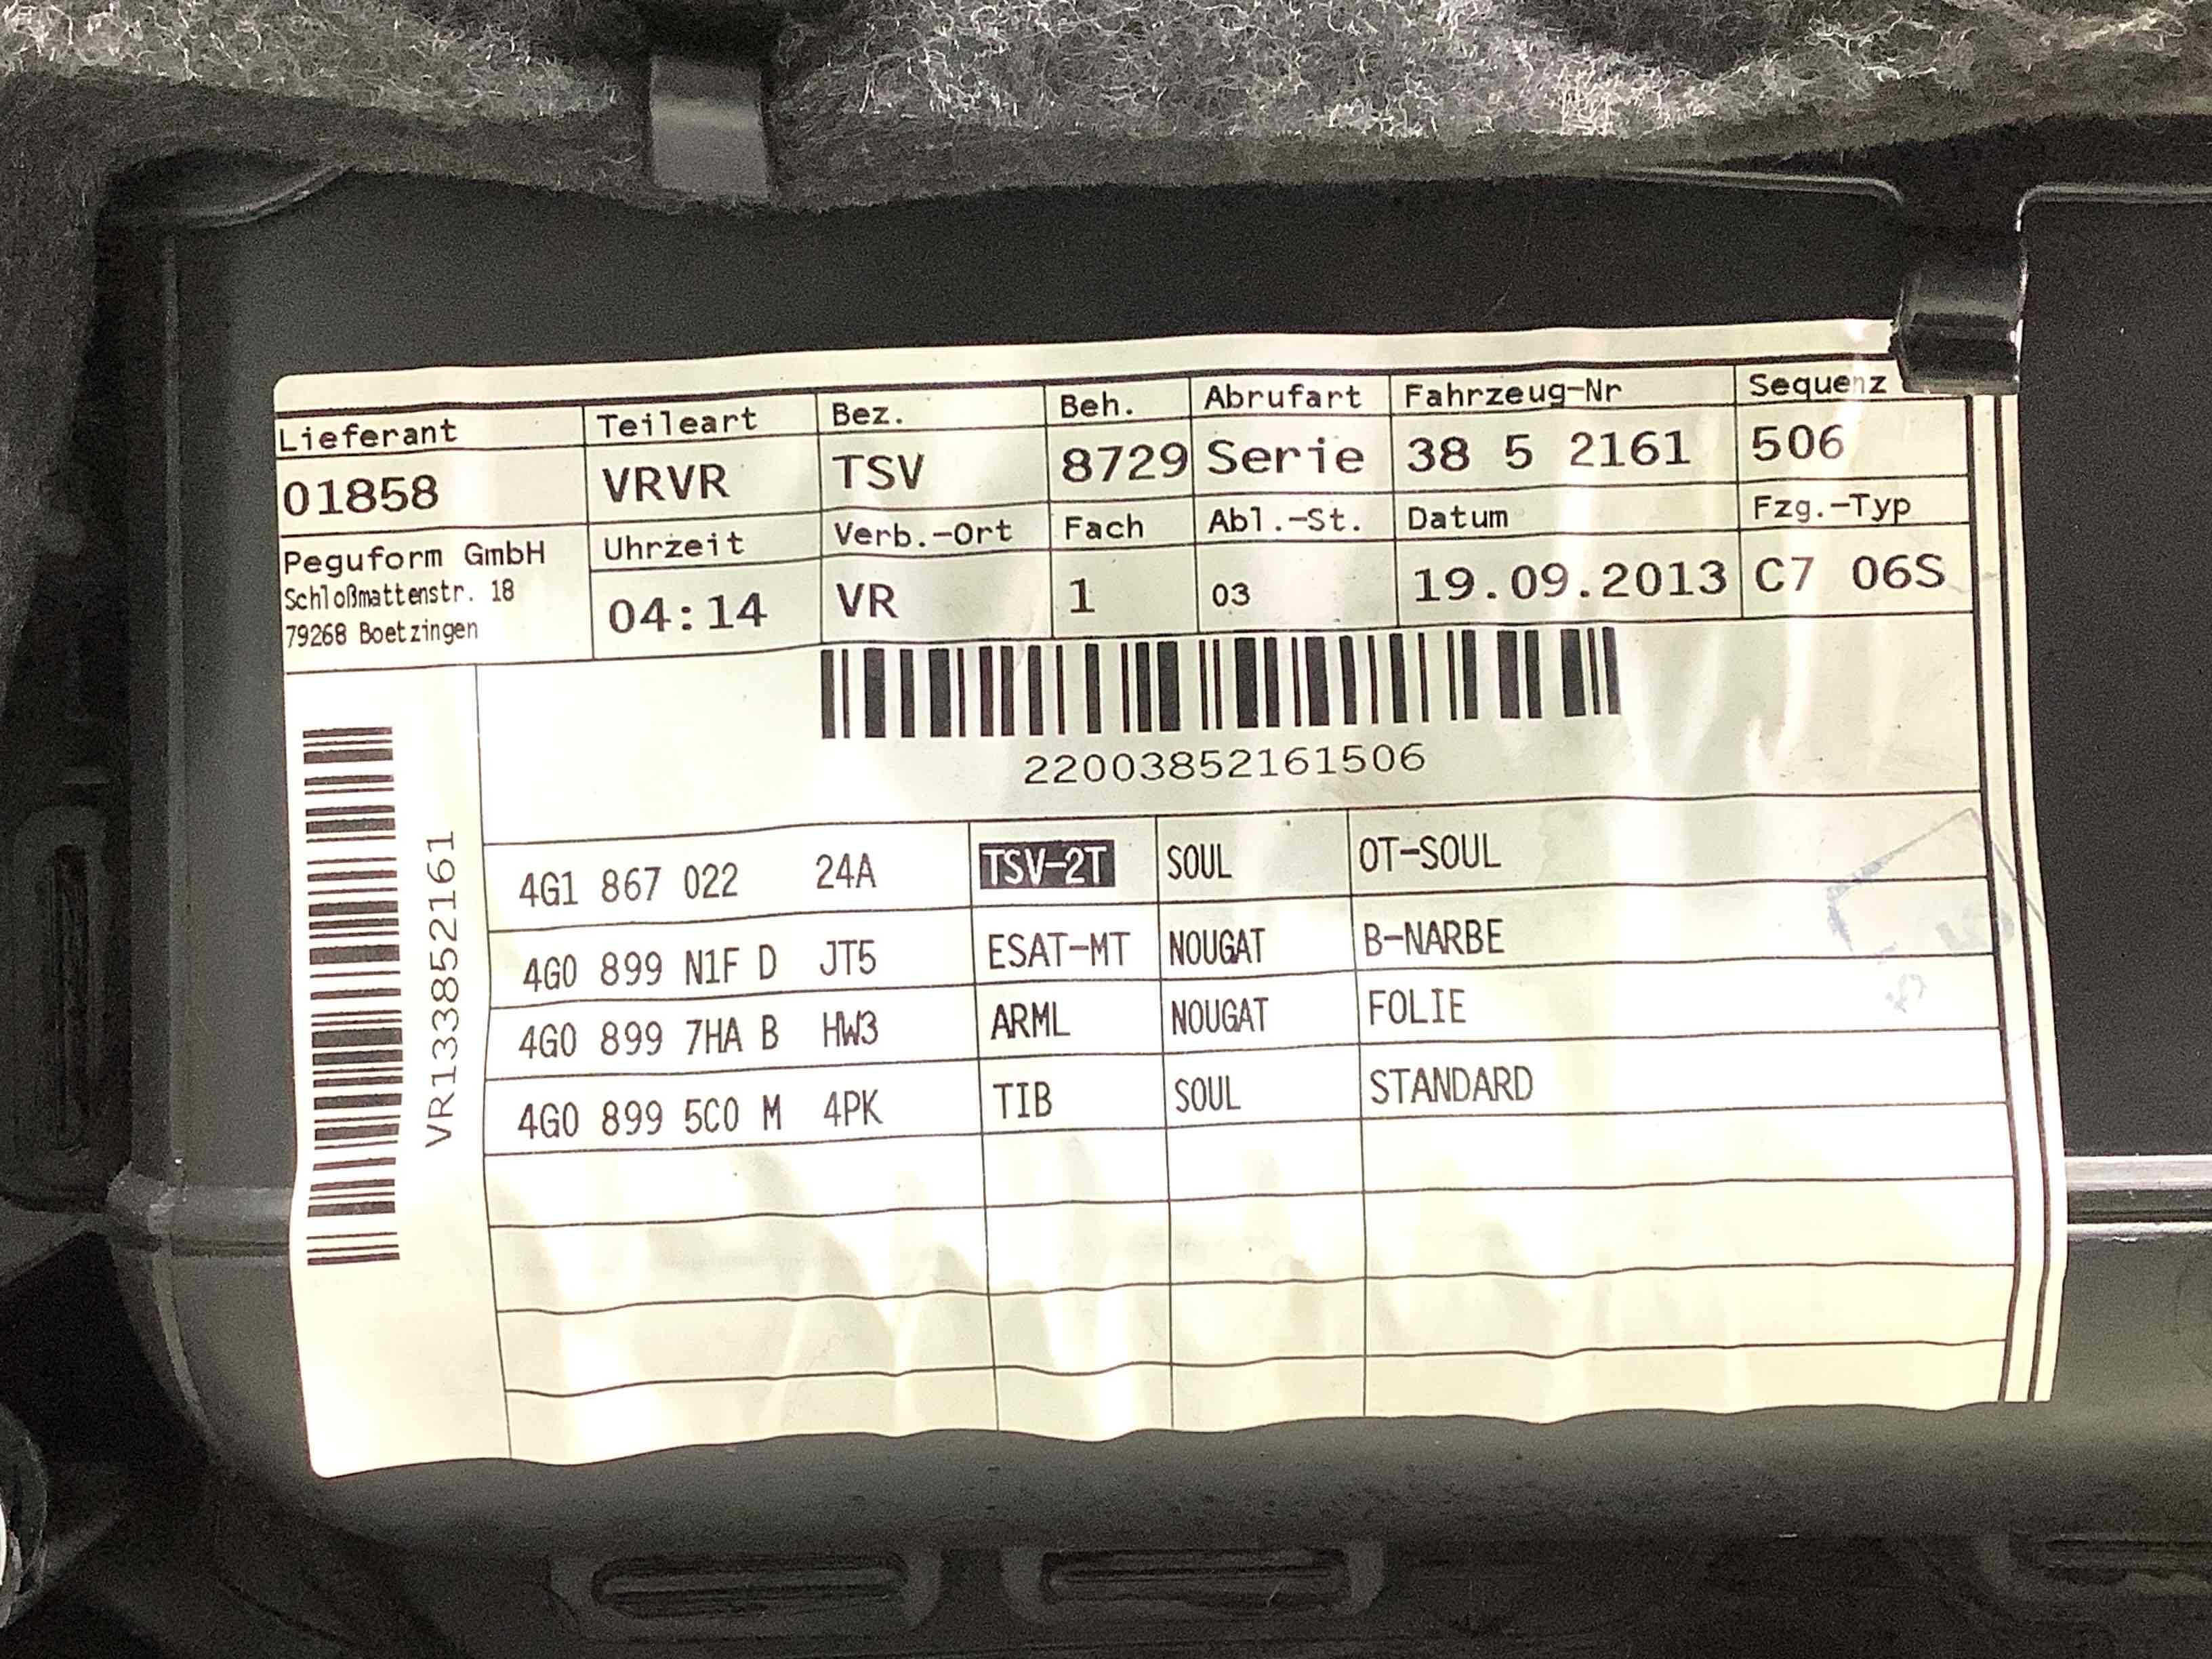 Lieferant Teileart Bez. Beh. Abrufart Fahrzeug-Nr Sequenz
01858 VRVR TSV 8729 Serie 38 5 2161 506
Peguform GmbH Uhrzeit Verb.-Ort Fach Abl.-St. Datum Fzg.-Typ
Schloßmattenstr. 18
79268 Boetzingen
04:14 VR 1 03 19.09.2013 C7 06S
22003852161506
VR133852161
4G1 867 022 24A TSV-2T SOUL OT-SOUL
4G0 899 N1F D JT5 ESAT-MT NOUGAT B-NARBE
4G0 899 7HA B HW3 ARML NOUGAT FOLIE
4G0 899 5C0 M 4PK TIB SOUL STANDARD